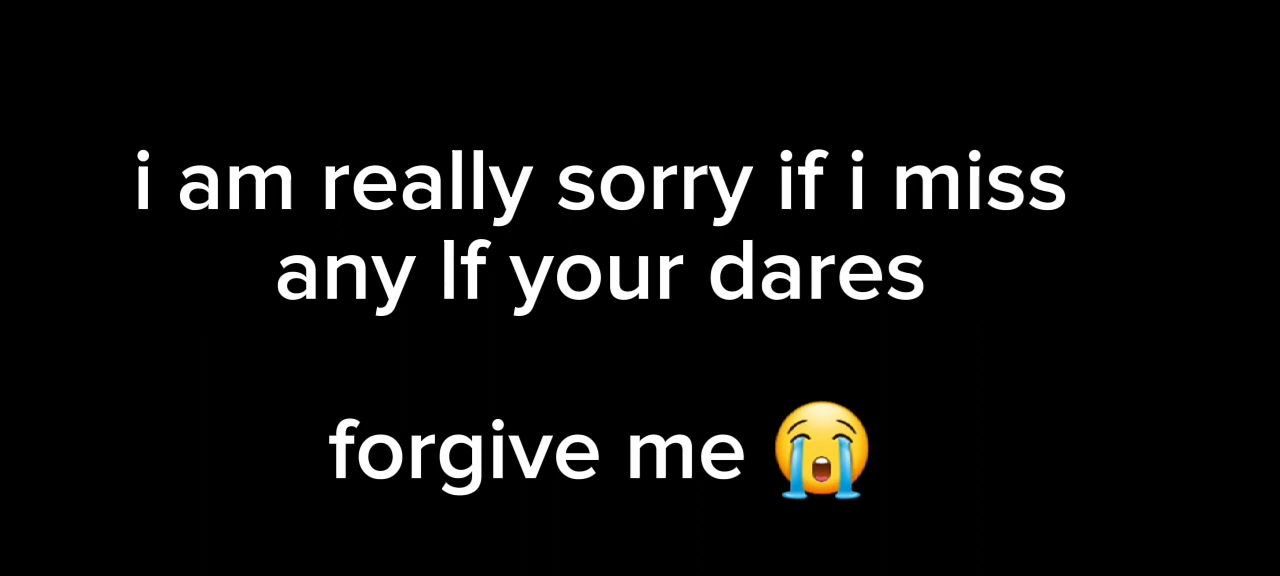 i am really sorry if i miss
any lf your dares
forgive me 😭